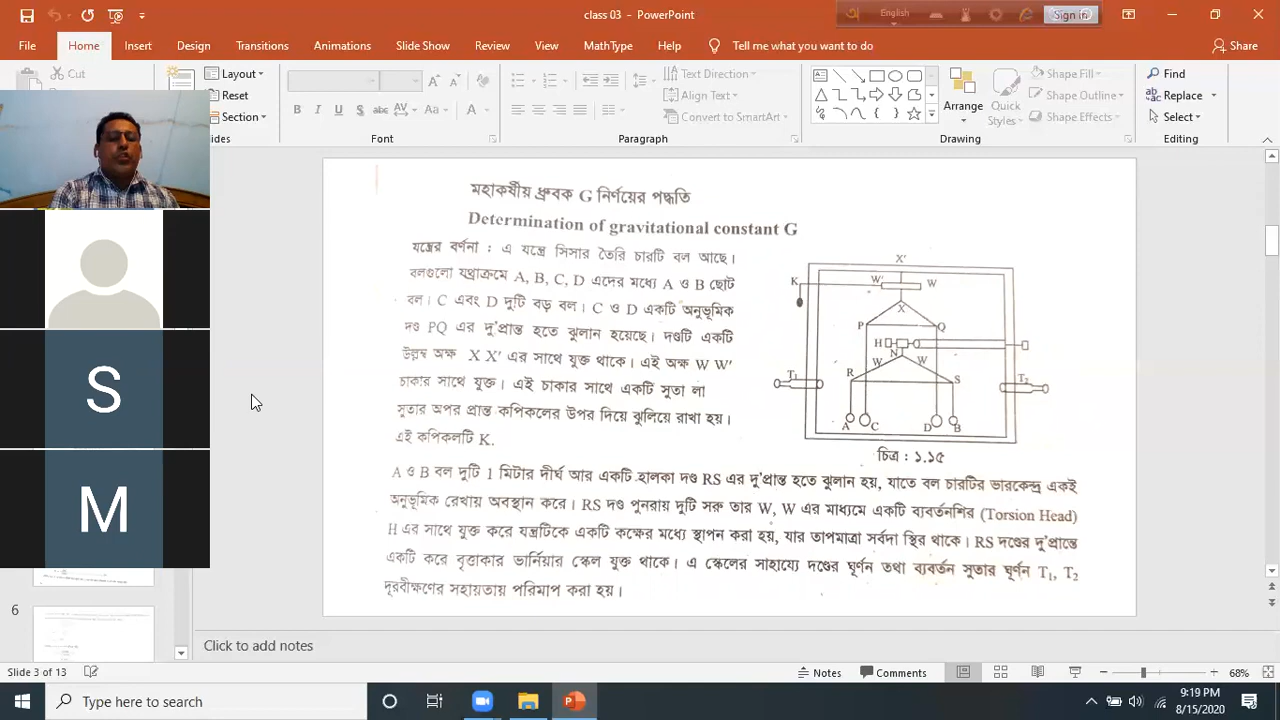 class 03 - PowerPoint
English
Sign in
File
Home
Insert
Design
Transitions
Animations
Slide Show
Review
View
MathType
Help
Tell me what you want to do
Share
Cut
Layout
Reset
Section
Text Direction
Align Text
Convert to SmartArt
Arrange
Quick Styles
Shape Fill
Shape Outline
Shape Effects
Find
Replace
Select
lides
Font
Paragraph
Drawing
Editing
মহাকর্ষীয় ধ্রুবক G নির্ণয়ের পদ্ধতি
Determination of gravitational constant G
যন্ত্রের বর্ণনা : এ যন্ত্রে সিসার তৈরি চারটি বল আছে।
বলগুলো যথাক্রমে A, B, C, D এদের মধ্যে A ও B ছোট
বল। C এবং D দুটি বড় বল। C ও D একটি অনুভূমিক
দণ্ড PQ এর দু'প্রান্ত হতে ঝুলান হয়েছে। দণ্ডটি একটি
উল্লম্ব অক্ষ X X' এর সাথে যুক্ত থাকে। এই অক্ষ W W'
চাকার সাথে যুক্ত। এই চাকার সাথে একটি সুতা লা
সুতার অপর প্রান্ত কপিকলের উপর দিয়ে ঝুলিয়ে রাখা হয়।
এই কপিকলটি K.
X'
K
W'
W
X
P
Q
H
N
W
W
R
S
T₁
T₂
A
C
D
B
চিত্র : ১.১৫
A ও B বল দুটি 1 মিটার দীর্ঘ আর একটি হালকা দণ্ড RS এর দু'প্রান্ত হতে ঝুলান হয়, যাতে বল চারটির ভারকেন্দ্র একই
অনুভূমিক রেখায় অবস্থান করে। RS দণ্ড পুনরায় দুটি সরু তার W, W এর মাধ্যমে একটি ব্যবর্তনশির (Torsion Head)
H এর সাথে যুক্ত করে যন্ত্রটিকে একটি কক্ষের মধ্যে স্থাপন করা হয়, যার তাপমাত্রা সর্বদা স্থির থাকে। RS দণ্ডের দু'প্রান্তে
একটি করে বৃত্তাকার ভার্নিয়ার স্কেল যুক্ত থাকে। এ স্কেলের সাহায্যে দণ্ডের ঘূর্ণন তথা ব্যবর্তন সুতার ঘূর্ণন T₁, T₂
দূরবীক্ষণের সহায়তায় পরিমাপ করা হয়।
S
M
6
Click to add notes
Slide 3 of 13
Notes
Comments
68%
Type here to search
9:19 PM
8/15/2020